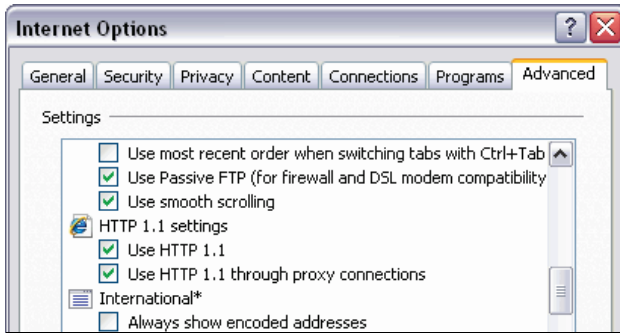 Internet Options
General Security Privacy Content Connections Programs Advanced
Settings
Use most recent order when switching tabs with Ctrl+Tab
Use Passive FTP (for firewall and DSL modem compatibility
Use smooth scrolling
HTTP 1.1 settings
Use HTTP 1.1
Use HTTP 1.1 through proxy connections
International*
Always show encoded addresses